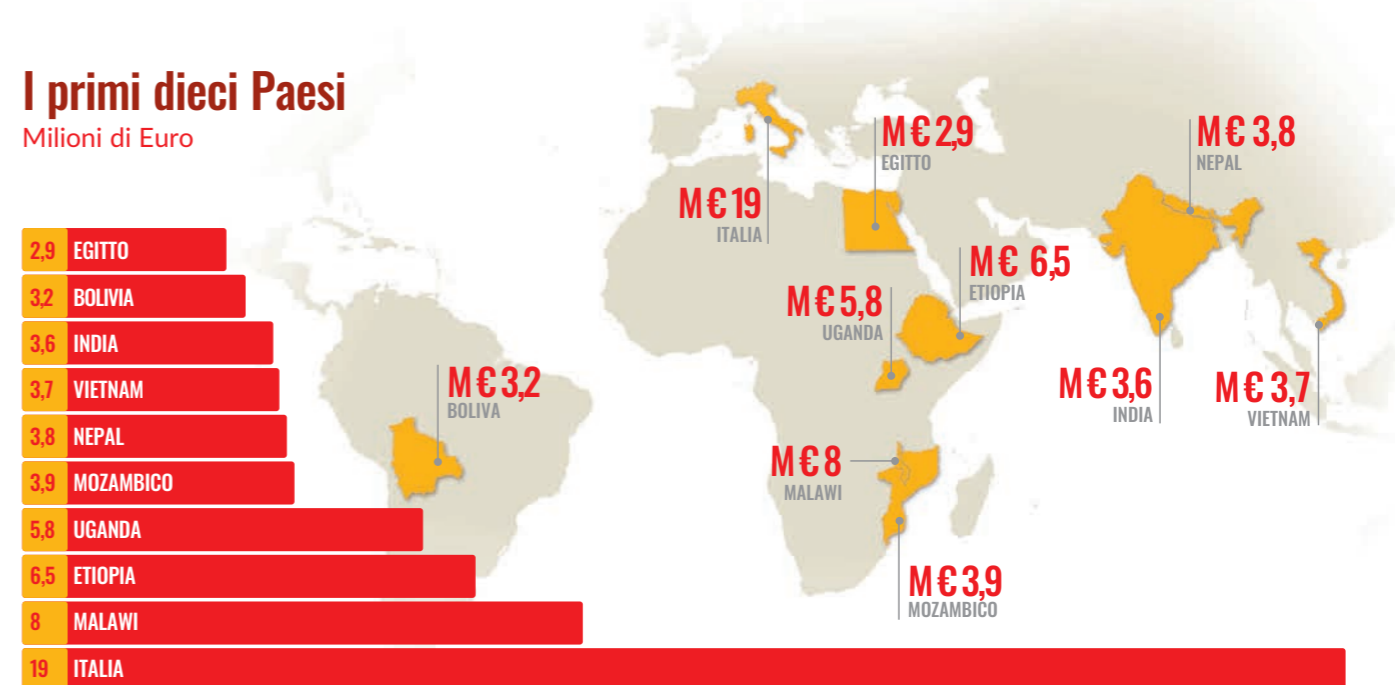 I primi dieci Paesi
Milioni di Euro
2,9 EGITTO
3,2 BOLIVIA
3,6 INDIA
3,7 VIETNAM
3,8 NEPAL
3,9 MOZAMBICO
5,8 UGANDA
6,5 ETIOPIA
8 MALAWI
19 ITALIA
M€ 3,2
BOLIVA
M€ 19
ITALIA
M€ 2,9
EGITTO
M€ 3,8
NEPAL
M€ 6,5
ETIOPIA
M€ 5,8
UGANDA
M€ 3,6
INDIA
M€ 3,7
VIETNAM
M€ 8
MALAWI
M€ 3,9
MOZAMBICO